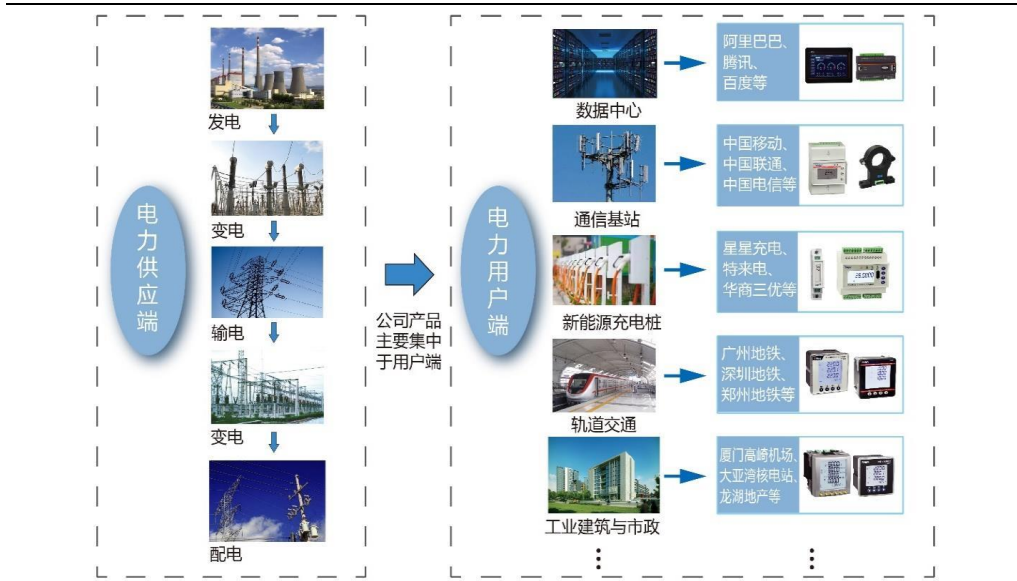 电力供应端
发电
变电
输电
变电
配电
公司产品
主要集中
于用户端
电力用户端
数据中心
阿里巴巴、
腾讯、
百度等
通信基站
中国移动、
中国联通、
中国电信等
新能源充电桩
星星充电、
特来电、
华商三优等
轨道交通
广州地铁、
深圳地铁、
郑州地铁等
工业建筑与市政
厦门高崎机场、
大亚湾核电站、
龙湖地产等